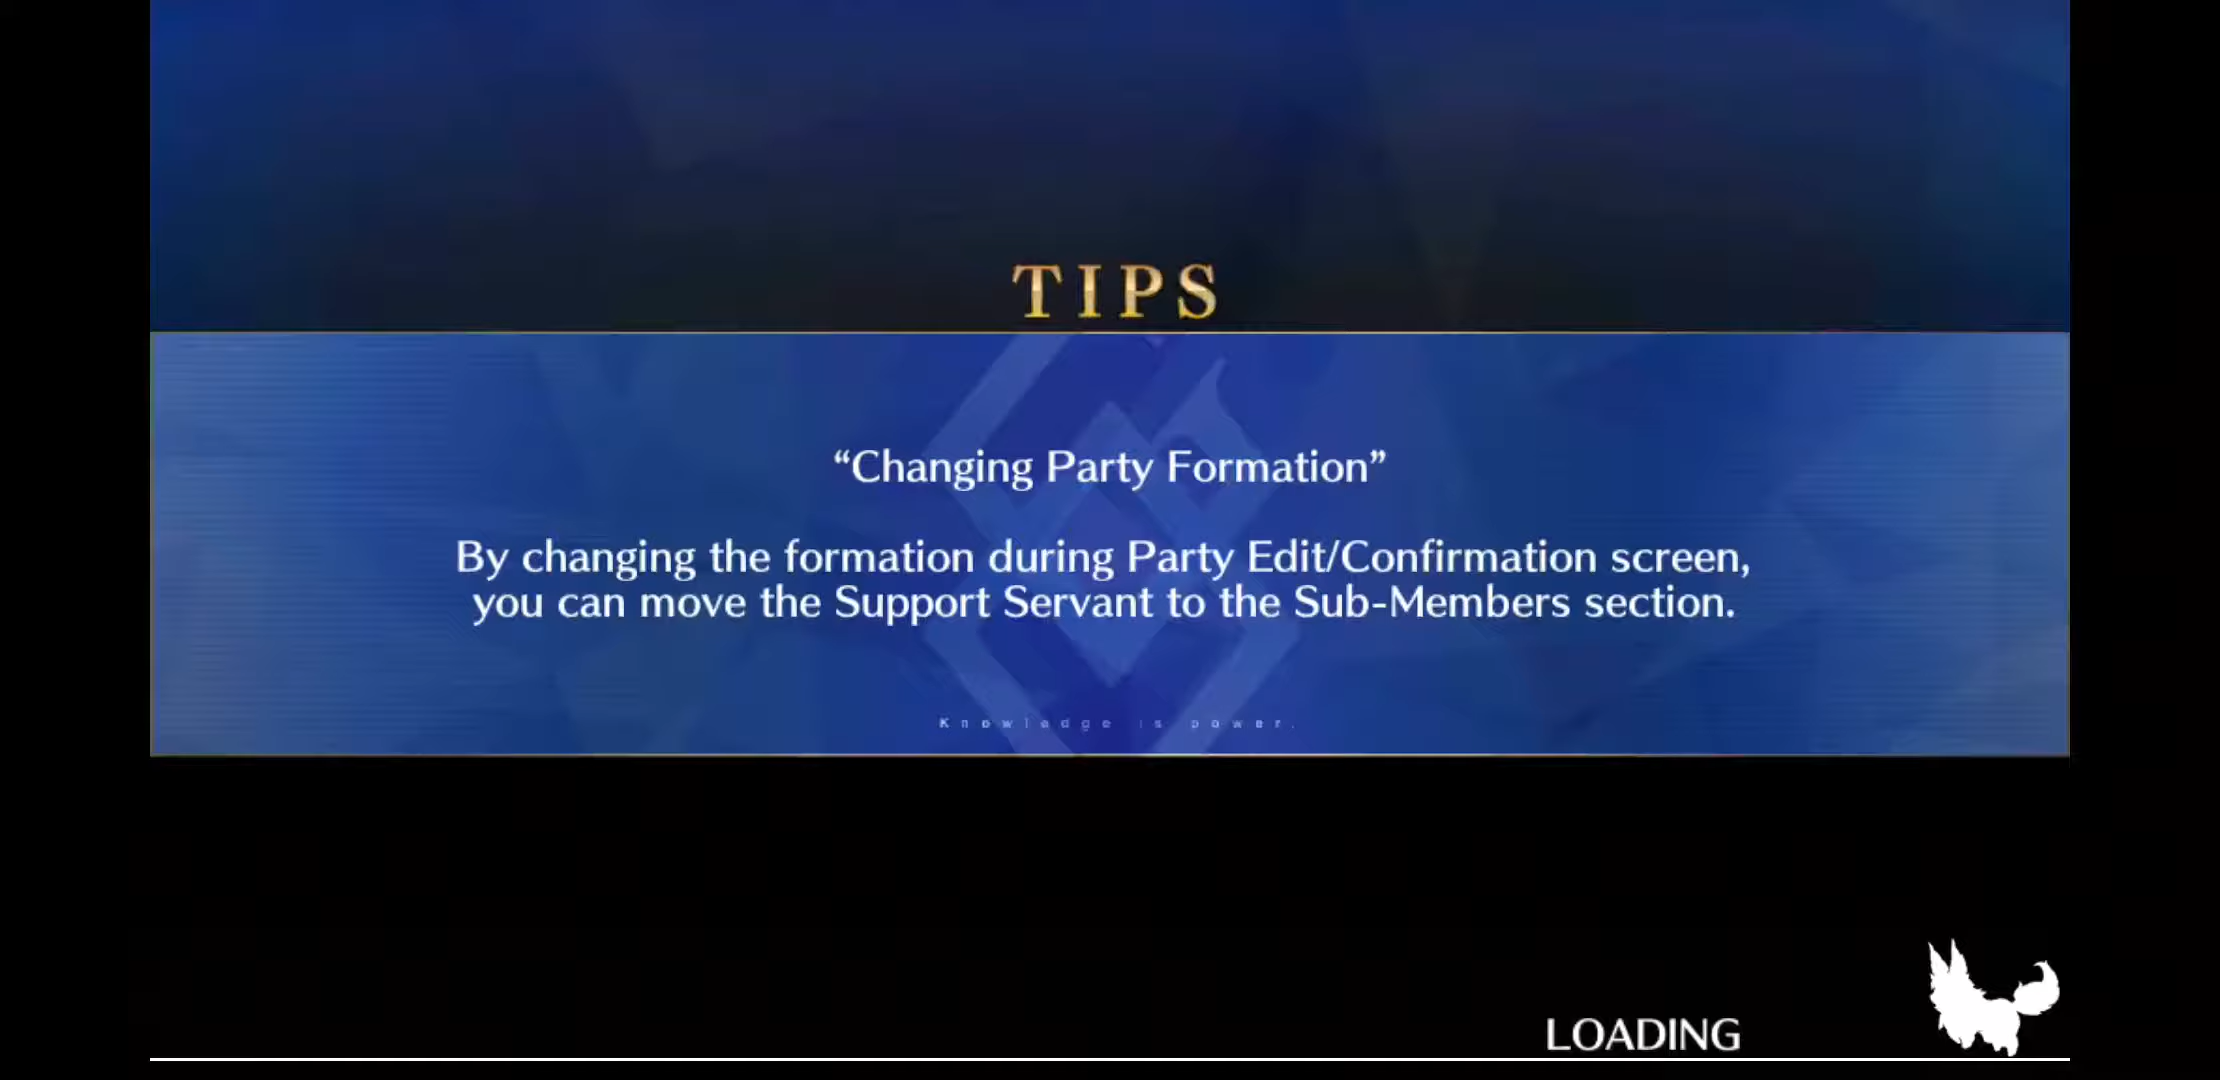 TIPS
“Changing Party Formation”
By changing the formation during Party Edit/Confirmation screen,
you can move the Support Servant to the Sub-Members section.
Knowledge is power.
LOADING